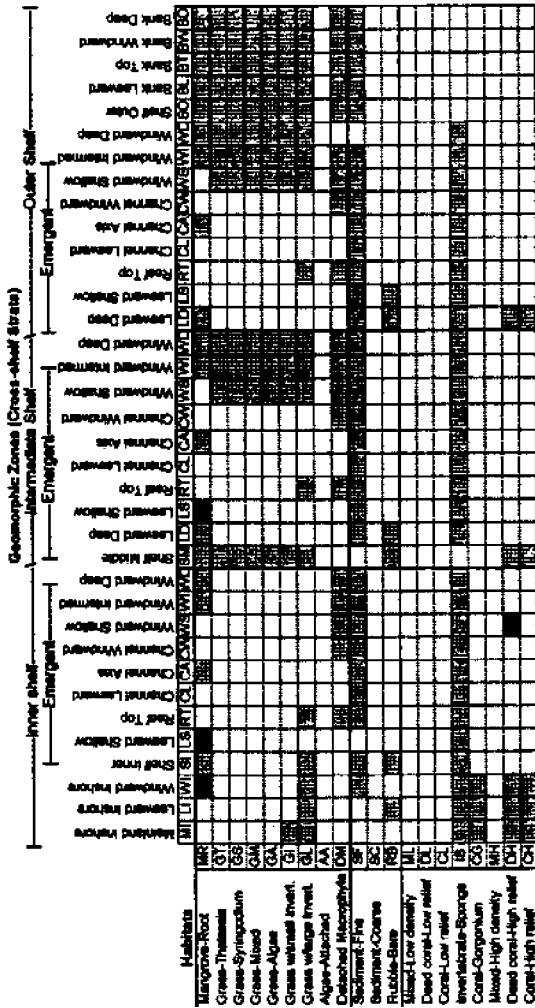 Geomorphic Zones (Cross-shelf Strata)
Inner shelf
Intermediate Shelf
Outer Shelf
Emergent
Emergent
Emergent
Mainland Inshore
Leeward Inshore
Windward Inshore
Shelf Inner
Leeward Shallow
Reef Top
Channel Leeward
Channel Axis
Channel Windward
Windward Shallow
Windward Intermed
Windward Deep
Shelf Middle
Leeward Deep
Leeward Shallow
Reef Top
Channel Leeward
Channel Axis
Channel Windward
Windward Shallow
Windward Intermed
Windward Deep
Leeward Deep
Leeward Shallow
Reef Top
Channel Leeward
Channel Axis
Channel Windward
Windward Shallow
Windward Intermed
Windward Deep
Shelf Outer
Bank Leeward
Bank Top
Bank Windward
Bank Deep
Habitats MI LI WI SI LS RT CL CA CW WS WI WD SM LD LS RT CL CA CW WS WI WD LD LS RT CL CA CW WS WI WD SO BL BT BW BD
Mangrove-Root MR
Grass-Thalassia GT
Grass-Syringodium GS
Grass-Mixed GM
Grass-Algae GA
Grass w/small Invert. GI
Grass w/large Invert. GL
Algae-Attached AA
Detached Macrophyte DM
Sediment-Fine SF
Sediment-Coarse SC
Rubble-Bare RB
Mixed-Low density ML
Dead coral-Low relief DL
Coral-Low relief CL
Invertebrate-Sponge IS
Coral-Gorgonium CG
Mixed-High density MH
Dead coral-High relief DH
Coral-High relief CH